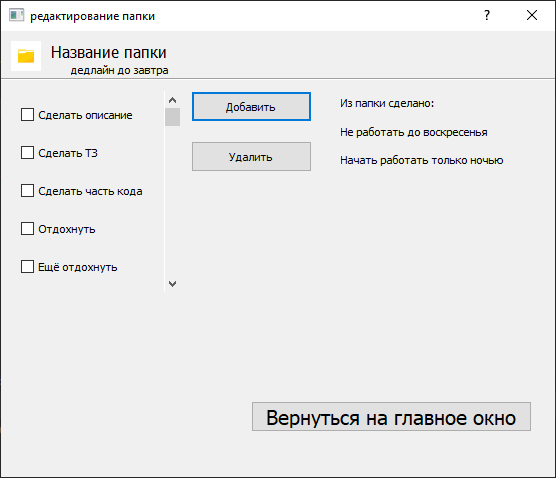 редактирование папки
?
Название папки
дедлайн до завтра
Сделать описание
Сделать ТЗ
Сделать часть кода
Отдохнуть
Ещё отдохнуть
Добавить
Удалить
Из папки сделано:
Не работать до воскресенья
Начать работать только ночью
Вернуться на главное окно